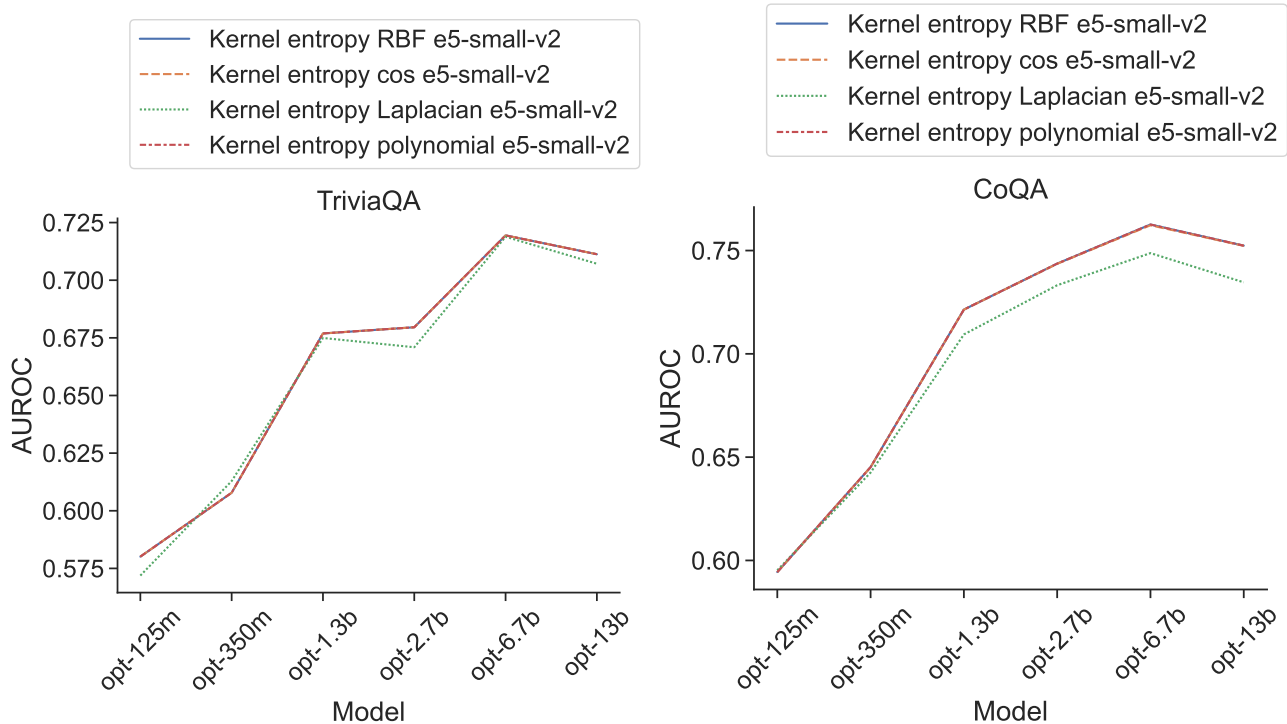 Kernel entropy RBF e5-small-v2
Kernel entropy cos e5-small-v2
Kernel entropy Laplacian e5-small-v2
Kernel entropy polynomial e5-small-v2
TriviaQA
0.725
0.700
0.675
0.650
0.625
0.600
0.575
AUROC
opt-125m
opt-350m
opt-1.3b
opt-2.7b
opt-6.7b
opt-13b
Model
Kernel entropy RBF e5-small-v2
Kernel entropy cos e5-small-v2
Kernel entropy Laplacian e5-small-v2
Kernel entropy polynomial e5-small-v2
CoQA
0.75
0.70
0.65
0.60
AUROC
opt-125m
opt-350m
opt-1.3b
opt-2.7b
opt-6.7b
opt-13b
Model